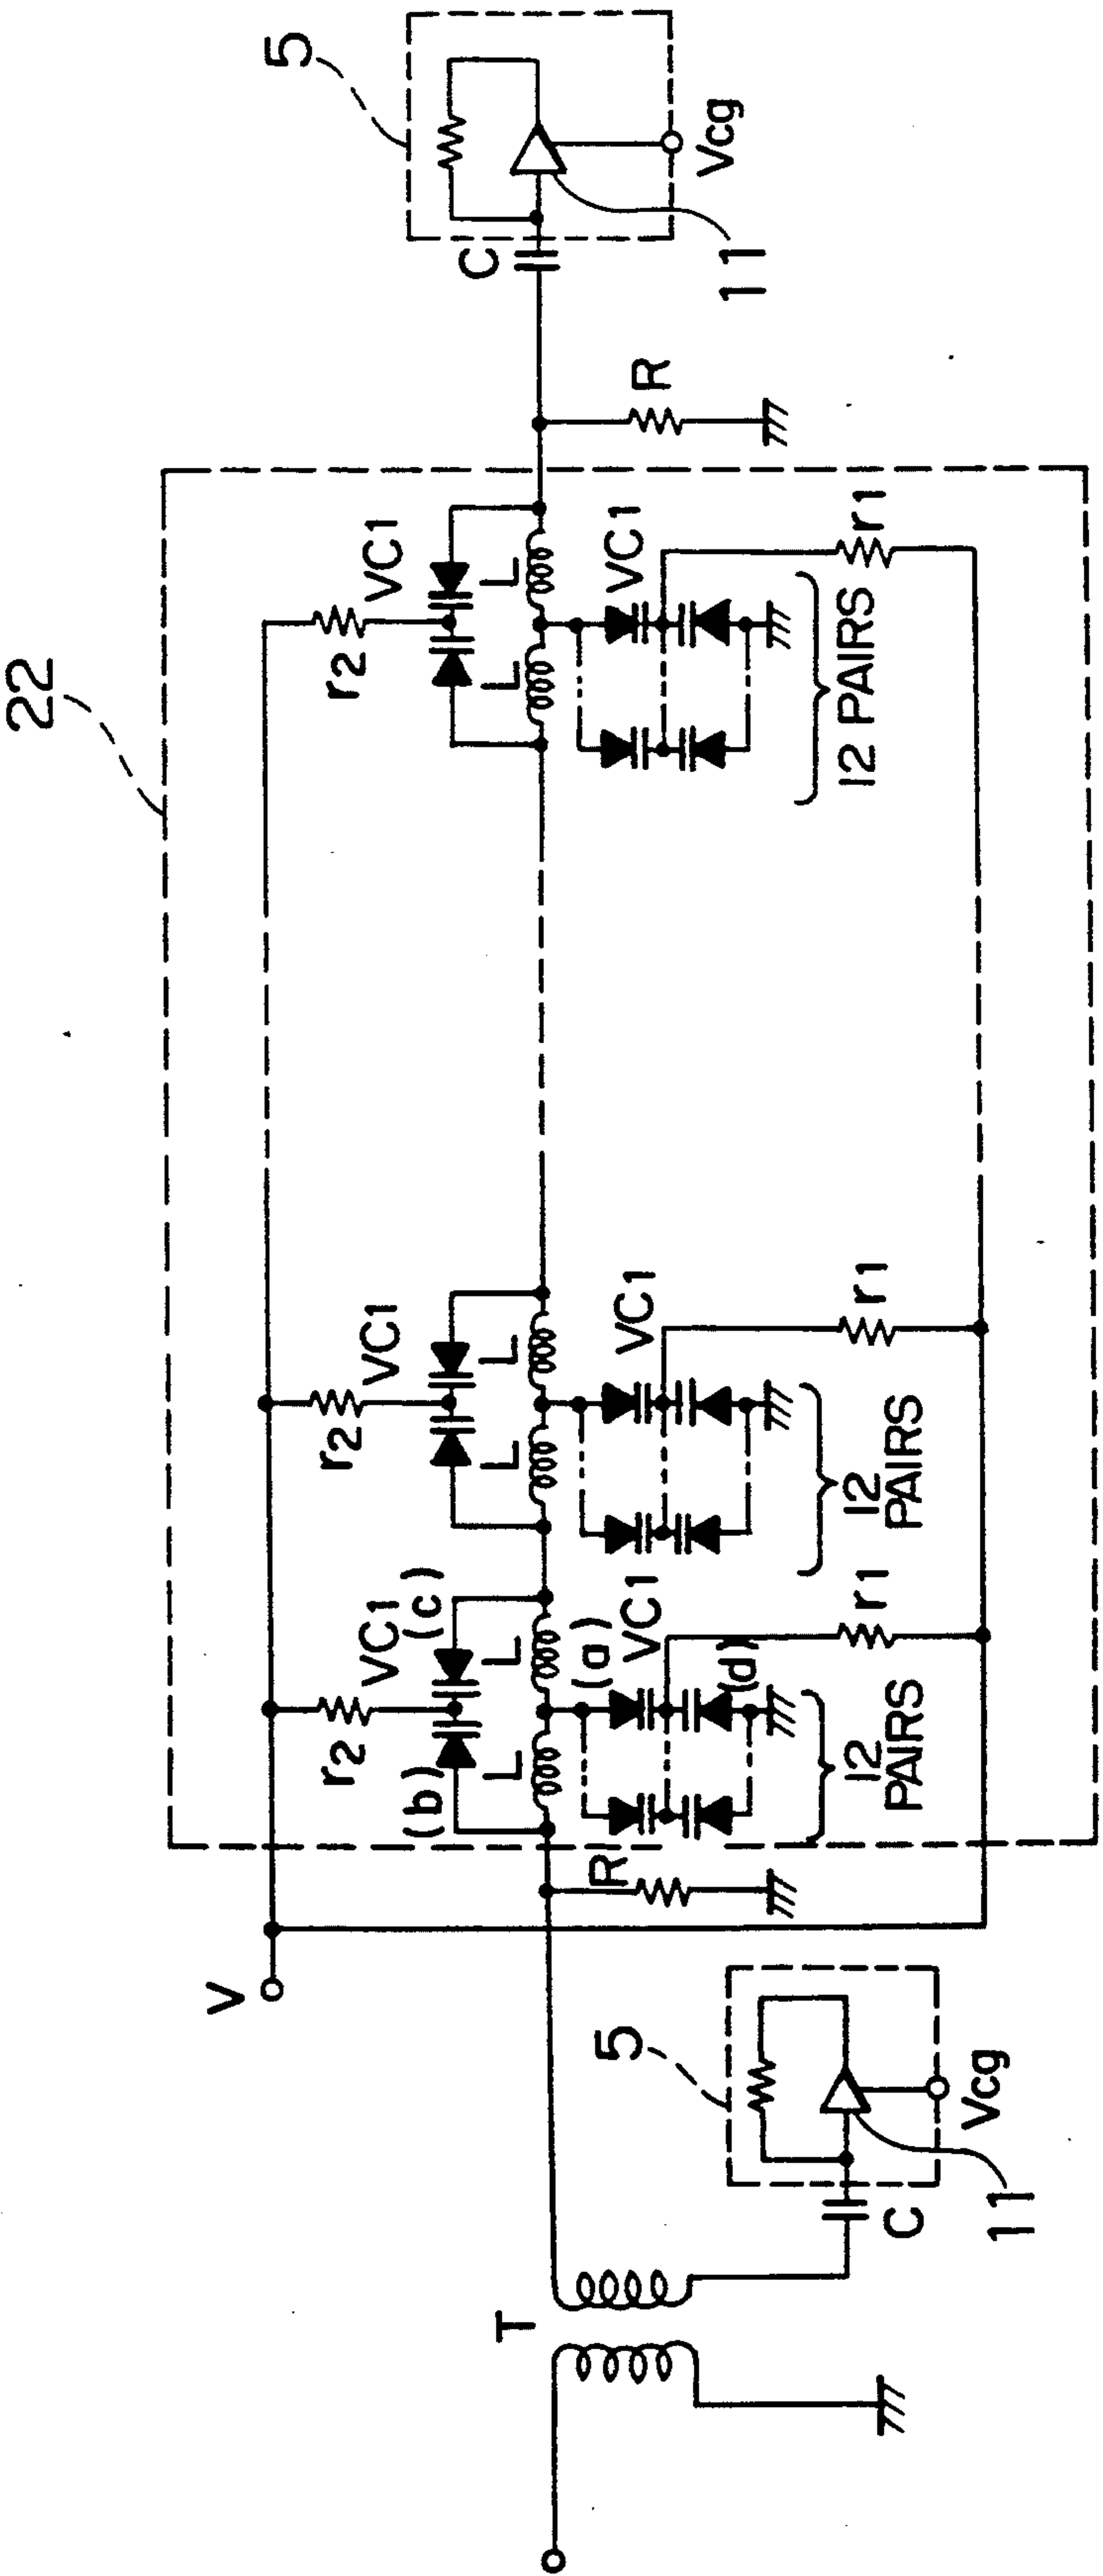 22
5
Vcg
11
C
R
r2
VC1
L
L
VC1
r1
12 PAIRS
r2
VC1
L
L
VC1
r1
12
PAIRS
V
r2
VC1
(c)
(b)
L
L
(a)
VC1
(d)
r1
12
PAIRS
R
5
Vcg
11
C
T